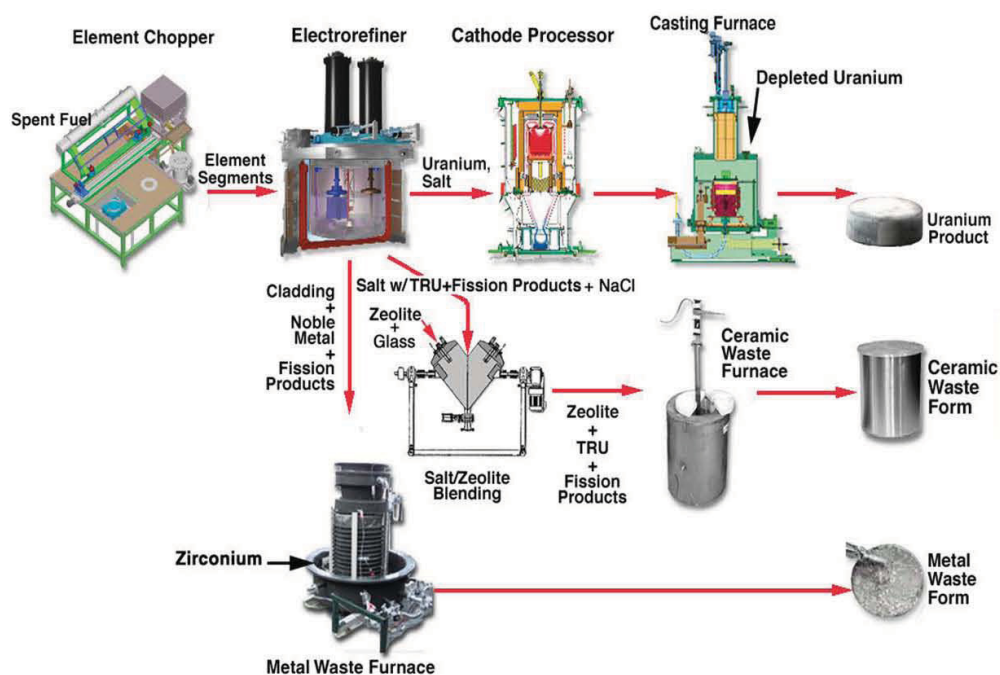 Element Chopper
Electrorefiner
Cathode Processor
Casting Furnace
Depleted Uranium
Spent Fuel
Element
Segments
Uranium,
Salt
Uranium
Product
Cladding
+
Noble
Metal
+
Fission
Products
Salt w/TRU+Fission Products + NaCl
Zeolite
+
Glass
Salt/Zeolite
Blending
Zeolite
+
TRU
+
Fission
Products
Ceramic
Waste
Furnace
Ceramic
Waste
Form
Zirconium
Metal Waste Furnace
Metal
Waste
Form